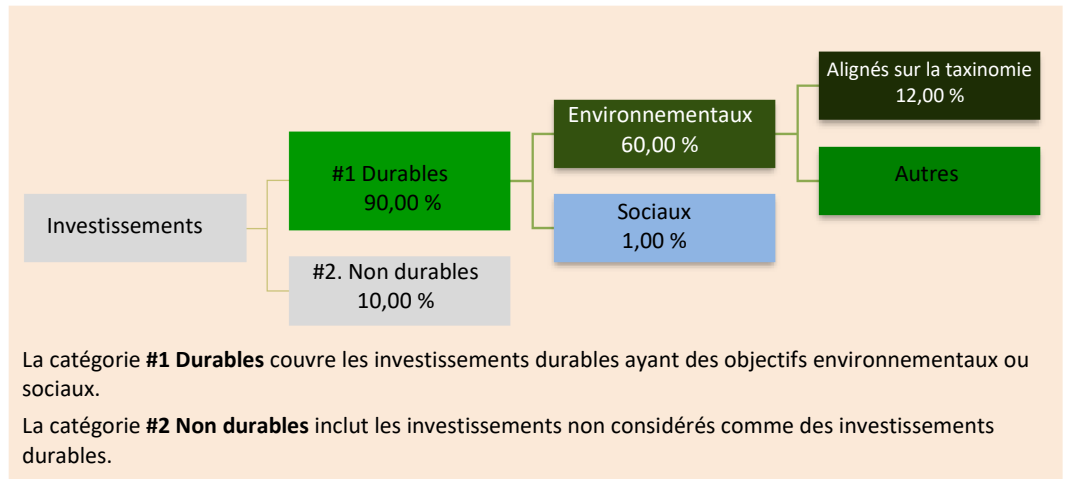 Investissements
#1 Durables
90,00 %
#2. Non durables
10,00 %
Environnementaux
60,00 %
Sociaux
1,00 %
Alignés sur la taxinomie
12,00 %
Autres
La catégorie #1 Durables couvre les investissements durables ayant des objectifs environnementaux ou
sociaux.
La catégorie #2 Non durables inclut les investissements non considérés comme des investissements
durables.